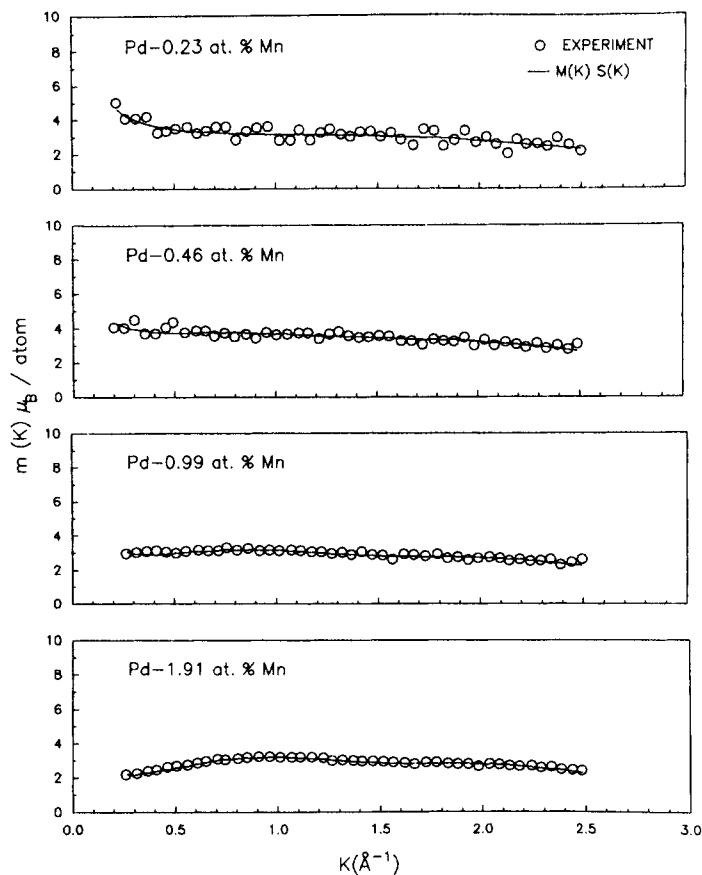 Pd-0.23 at. % Mn
EXPERIMENT
M(K) S(K)
10
8
6
4
2
0
Pd-0.46 at. % Mn
10
8
6
4
2
0
Pd-0.99 at. % Mn
10
8
6
4
2
0
Pd-1.91 at. % Mn
10
8
6
4
2
0
0.0 0.5 1.0 1.5 2.0 2.5 3.0
K(Å⁻¹)
m (K) μ_B / atom